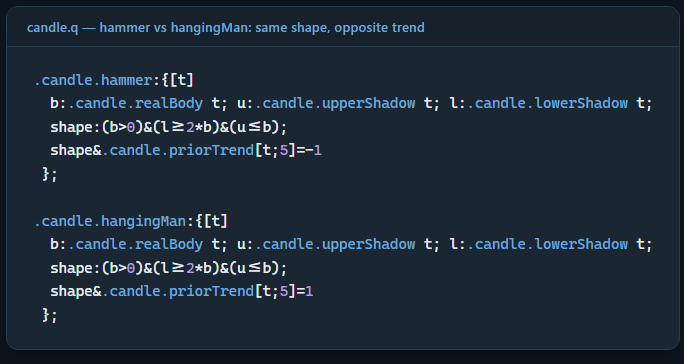 candle.q — hammer vs hangingMan: same shape, opposite trend
.candle.hammer:{[t]
b:.candle.realBody t; u:.candle.upperShadow t; l:.candle.lowerShadow t;
shape:(b>0)&(l≥2*b)&(u≤b);
shape&.candle.priorTrend[t;5]=-1
};
.candle.hangingMan:{[t]
b:.candle.realBody t; u:.candle.upperShadow t; l:.candle.lowerShadow t;
shape:(b>0)&(l≥2*b)&(u≤b);
shape&.candle.priorTrend[t;5]=1
};